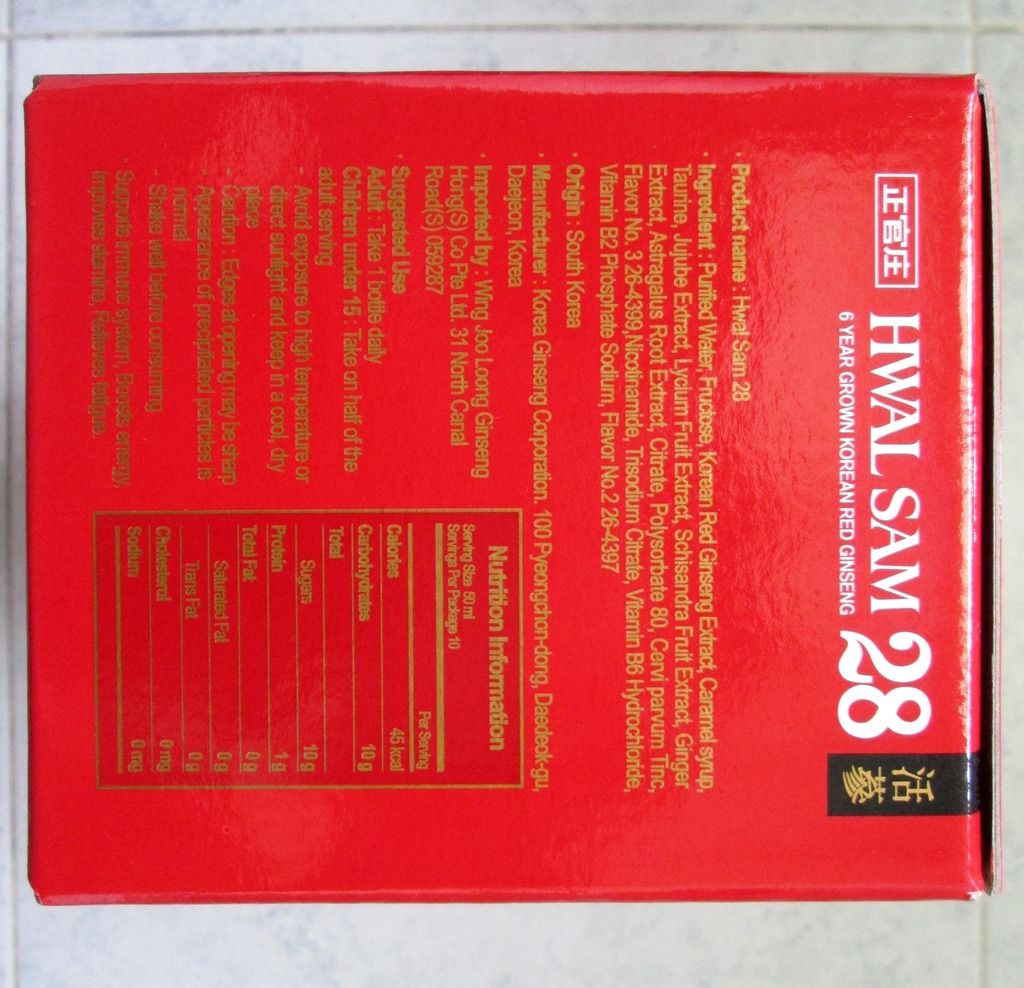 正官庄 HWAL SAM 28 活蔘
6 YEAR GROWN KOREAN RED GINSENG
· Product name : Hwal Sam 28
· Ingredient : Purified Water, Fructose, Korean Red Ginseng Extract, Caramel syrup,
Taurine, Jujube Extract, Lycium Fruit Extract, Schisandra Fruit Extract, Ginger
Extract, Astragalus Root Extract, Citrate, Polysorbate 80, Cervi parvum Tinc,
Flavor No. 3 26-4399,Nicotinamide, Trisodium Citrate, Vitamin B6 Hydrochloride,
Vitamin B2 Phosphate Sodium, Flavor No.2 26-4397
· Origin : South Korea
· Manufacturer : Korea Ginseng Corporation. 100 Pyeongchon-dong, Daedeok-gu,
Daejeon, Korea
· Imported by : Wing Joo Loong Ginseng
Hong(S) Co Pte Ltd. 31 North Canal
Road(S) 059287
· Suggested Use
Adult : Take 1 bottle daily
Children under 15 : Take on half of the
adult serving
- Avoid exposure to high temperature or
direct sunlight and keep in a cool, dry
place
- Caution : Edges at opening may be sharp
- Appearance of precipitated particles is
normal
- Shake well before consuming
· Supports immune system, Boosts energy,
Improves stamina, Relieves fatigue.
Nutrition Information
Serving Size 50 ml
Servings Per Package 10
Per Serving
Calories 45 kcal
Carbohydrates 10 g
Total
Sugars 10 g
Protein 1 g
Total Fat 0 g
Saturated Fat 0 g
Trans Fat 0 g
Cholesterol 0 mg
Sodium 0 mg